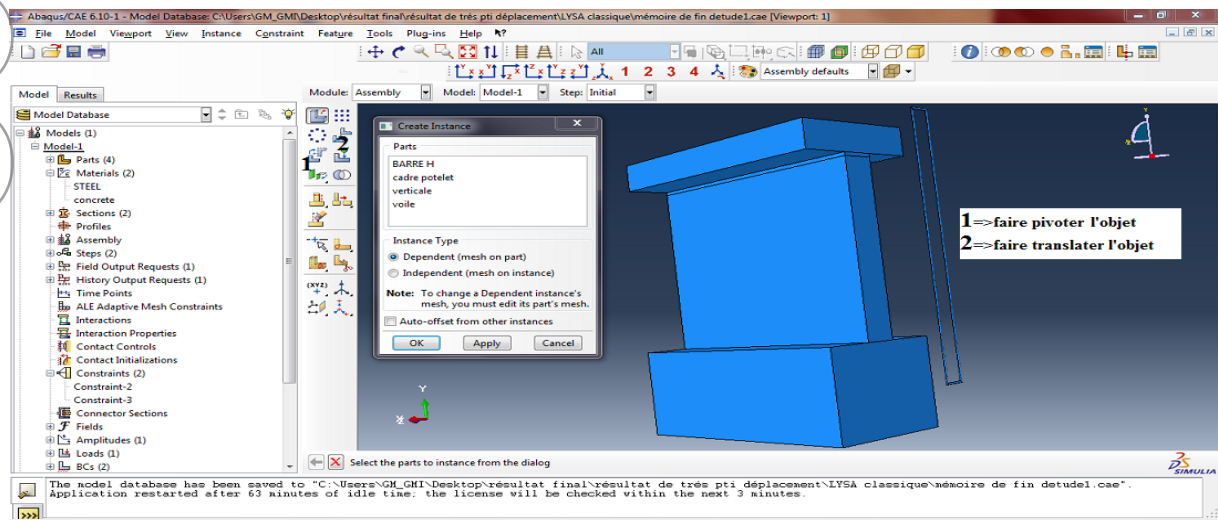 Abaqus/CAE 6.10-1 - Model Database: C:\Users\GM_GMI\Desktop\résultat final\résultat de trés pti déplacement\LYSA classique\mémoire de fin detude1.cae [Viewport: 1]
File Model Viewport View Instance Constraint Feature Tools Plug-ins Help
All
1 2 3 4 Assembly defaults
Model Results
Module: Assembly Model: Model-1 Step: Initial
Model Database
Models (1)
Model-1
Parts (4)
Materials (2)
STEEL
concrete
Sections (2)
Profiles
Assembly
Steps (2)
Field Output Requests (1)
History Output Requests (1)
Time Points
ALE Adaptive Mesh Constraints
Interactions
Interaction Properties
Contact Controls
Contact Initializations
Constraints (2)
Constraint-2
Constraint-3
Connector Sections
Fields
Amplitudes (1)
Loads (1)
BCs (2)
2
1
(XYZ)
Create Instance
Parts
BARRE H
cadre potelet
verticale
voile
Instance Type
Dependent (mesh on part)
Independent (mesh on instance)
Note: To change a Dependent instance's
mesh, you must edit its part's mesh.
Auto-offset from other instances
OK Apply Cancel
1=>faire pivoter l'objet
2=>faire translater l'objet
Y
Z
X
Select the parts to instance from the dialog
SIMULIA
The model database has been saved to "C:\Users\GM_GMI\Desktop\résultat final\résultat de trés pti déplacement\LYSA classique\mémoire de fin detude1.cae".
Application restarted after 63 minutes of idle time; the license will be checked within the next 3 minutes.
>>>